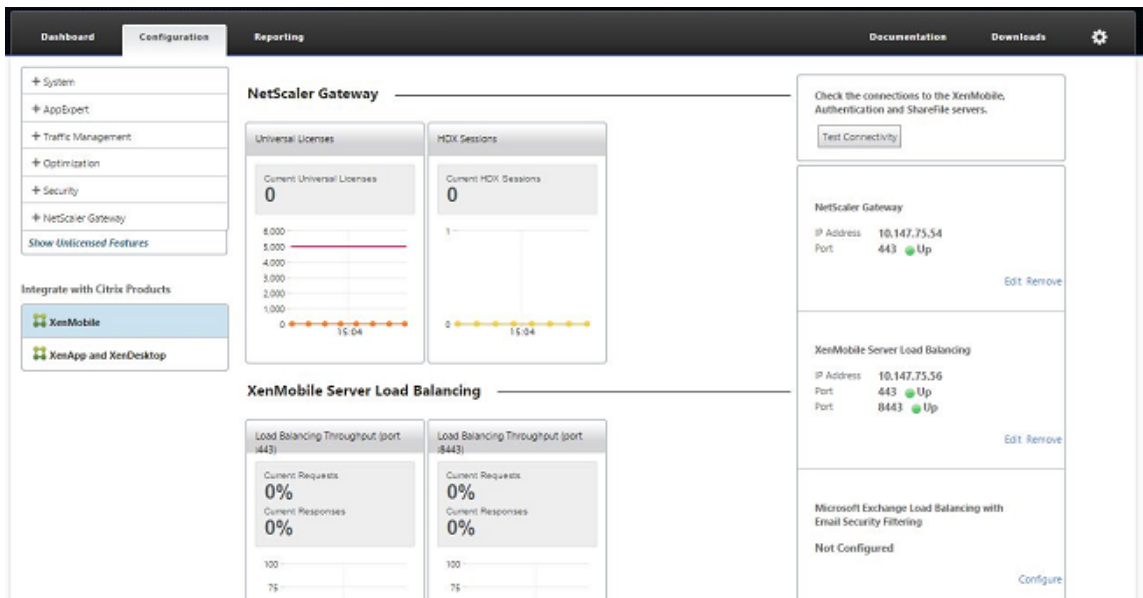 Dashboard
Configuration
Reporting
Documentation
Downloads
+ System
+ AppExpert
+ Traffic Management
+ Optimization
+ Security
+ NetScaler Gateway
Show Unlicensed Features
Integrate with Citrix Products
XenMobile
XenApp and XenDesktop
NetScaler Gateway
Universal Licenses
Current Universal Licenses
0
6,000
5,000
4,000
3,000
2,000
1,000
0
15:04
HDX Sessions
Current HDX Sessions
0
1
0
15:04
XenMobile Server Load Balancing
Load Balancing Throughput (port
:443)
Current Requests
0%
Current Responses
0%
100
75
Load Balancing Throughput (port
:8443)
Current Requests
0%
Current Responses
0%
100
75
Check the connections to the XenMobile,
Authentication and ShareFile servers.
Test Connectivity
NetScaler Gateway
IP Address 10.147.75.54
Port 443 Up
Edit Remove
XenMobile Server Load Balancing
IP Address 10.147.75.56
Port 443 Up
Port 8443 Up
Edit Remove
Microsoft Exchange Load Balancing with
Email Security Filtering
Not Configured
Configure